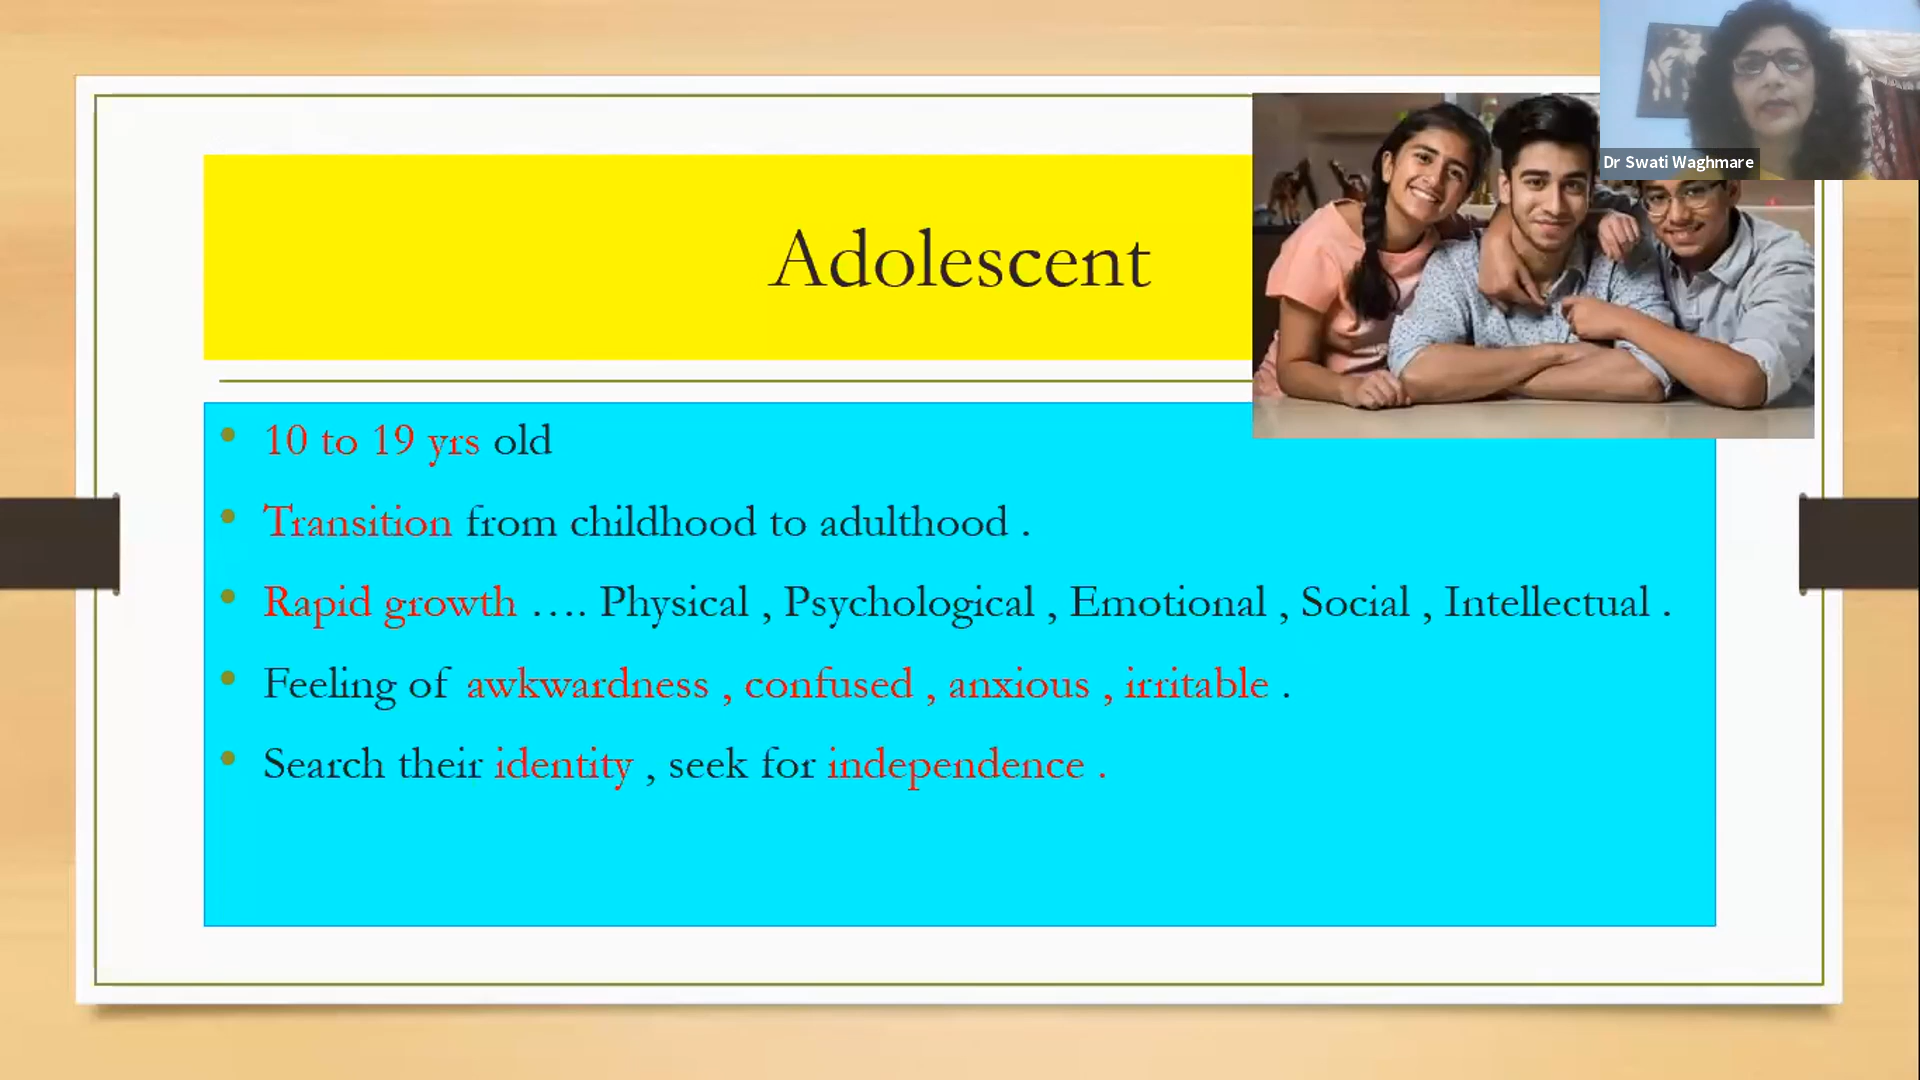 Dr Swati Waghmare
Adolescent
10 to 19 yrs old
Transition from childhood to adulthood .
Rapid growth …. Physical , Psychological , Emotional , Social , Intellectual .
Feeling of awkwardness , confused , anxious , irritable .
Search their identity , seek for independence .